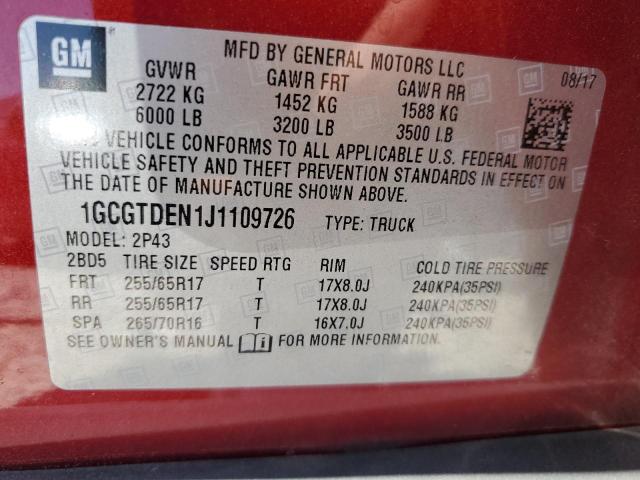 GM
MFD BY GENERAL MOTORS LLC
08/17
GVWR GAWR FRT GAWR RR
2722 KG 1452 KG 1588 KG
6000 LB 3200 LB 3500 LB
VEHICLE CONFORMS TO ALL APPLICABLE U.S. FEDERAL MOTOR
VEHICLE SAFETY AND THEFT PREVENTION STANDARDS IN EFFECT ON
THE DATE OF MANUFACTURE SHOWN ABOVE.
1GCGTDEN1J1109726 TYPE: TRUCK
MODEL: 2P43
2BD5 TIRE SIZE SPEED RTG RIM COLD TIRE PRESSURE
FRT 255/65R17 T 17X8.0J 240KPA(35PSI)
RR 255/65R17 T 17X8.0J 240KPA(35PSI)
SPA 265/70R16 T 16X7.0J 240KPA(35PSI)
SEE OWNER'S MANUAL FOR MORE INFORMATION.